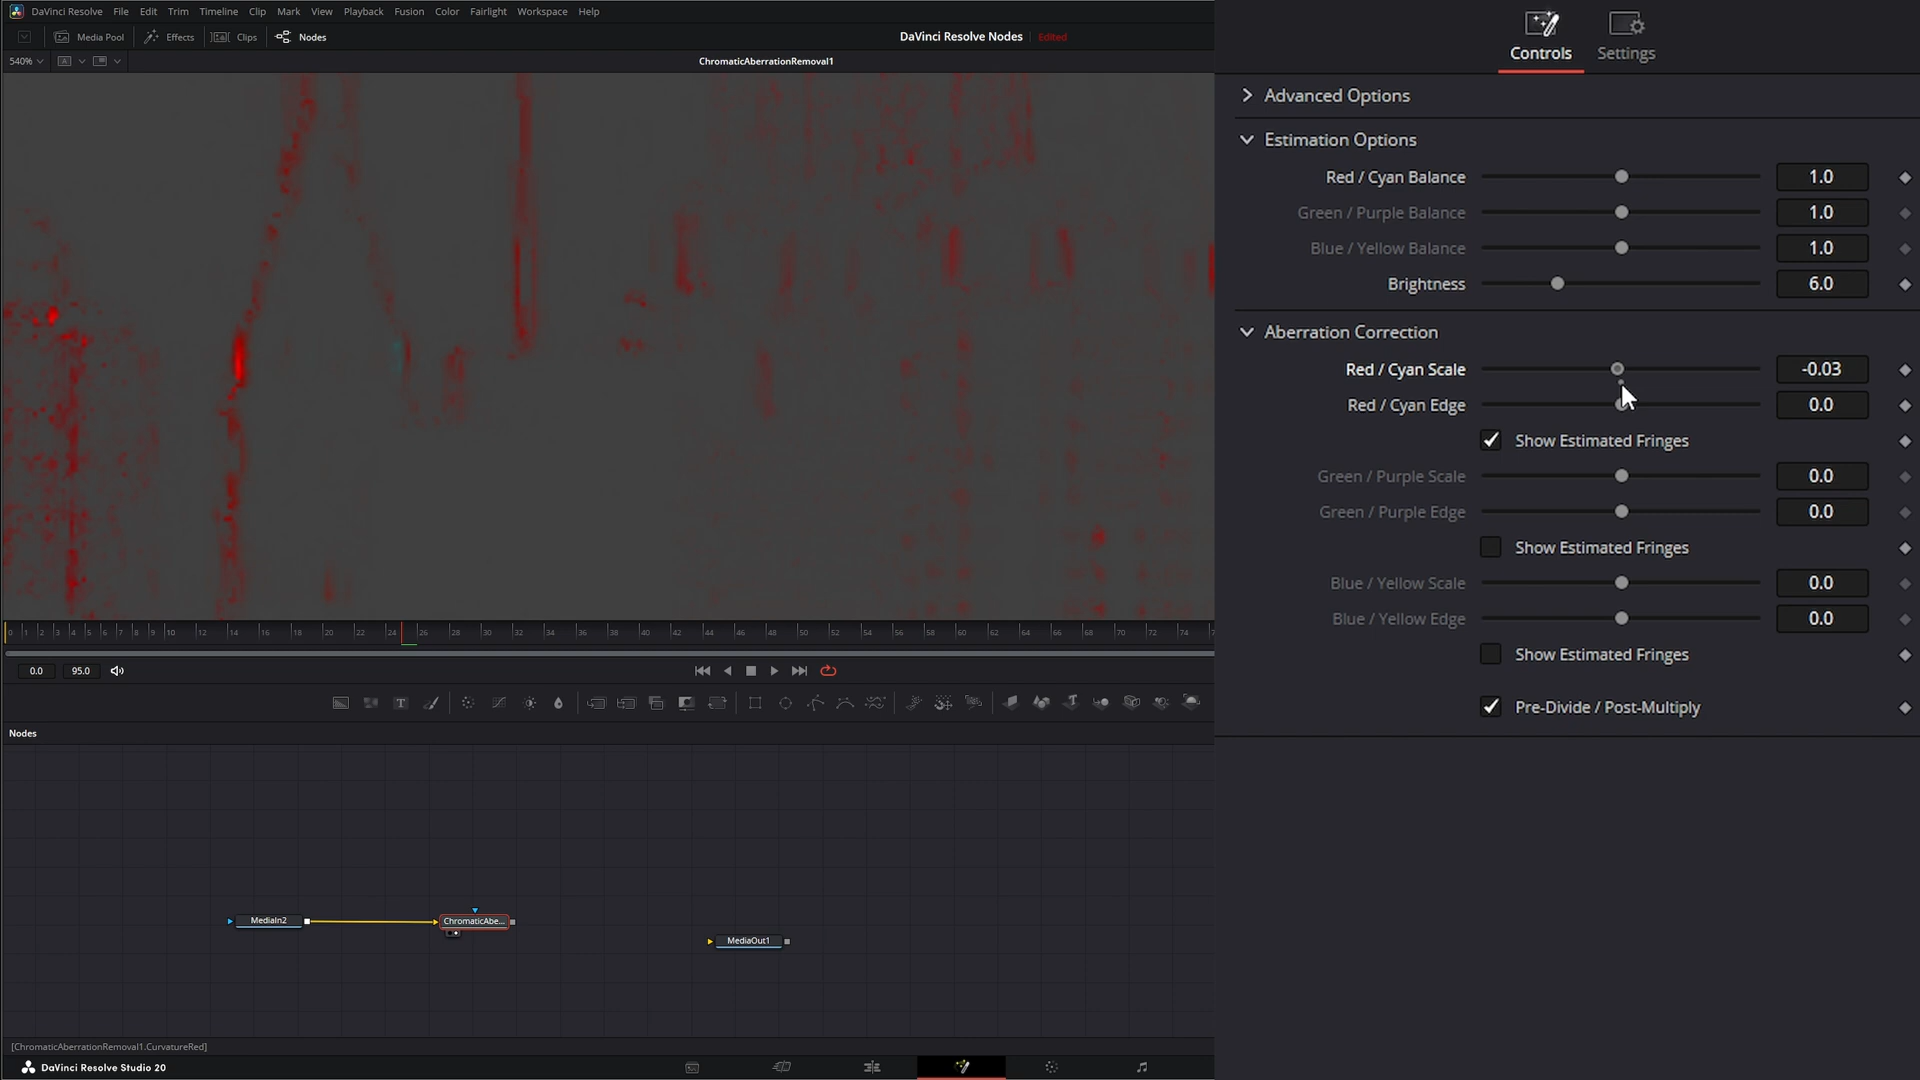 DaVinci Resolve File Edit Trim Timeline Clip Mark View Playback Fusion Color Fairlight Workspace Help
Media Pool Effects Clips Nodes DaVinci Resolve Nodes Edited
540% A ChromaticAberrationRemoval1
0 1 2 3 4 5 6 7 8 9 10 12 14 16 18 20 22 24 26 28 30 32 34 36 38 40 42 44 46 48 50 52 54 56 58 60 62 64 66 68 70 72 74
0.0 95.0
Nodes
MediaIn2
ChromaticAbe...
MediaOut1
[ChromaticAberrationRemoval1.CurvatureRed]
DaVinci Resolve Studio 20
Controls Settings
Advanced Options
Estimation Options
Red / Cyan Balance 1.0
Green / Purple Balance 1.0
Blue / Yellow Balance 1.0
Brightness 6.0
Aberration Correction
Red / Cyan Scale -0.03
Red / Cyan Edge 0.0
Show Estimated Fringes
Green / Purple Scale 0.0
Green / Purple Edge 0.0
Show Estimated Fringes
Blue / Yellow Scale 0.0
Blue / Yellow Edge 0.0
Show Estimated Fringes
Pre-Divide / Post-Multiply